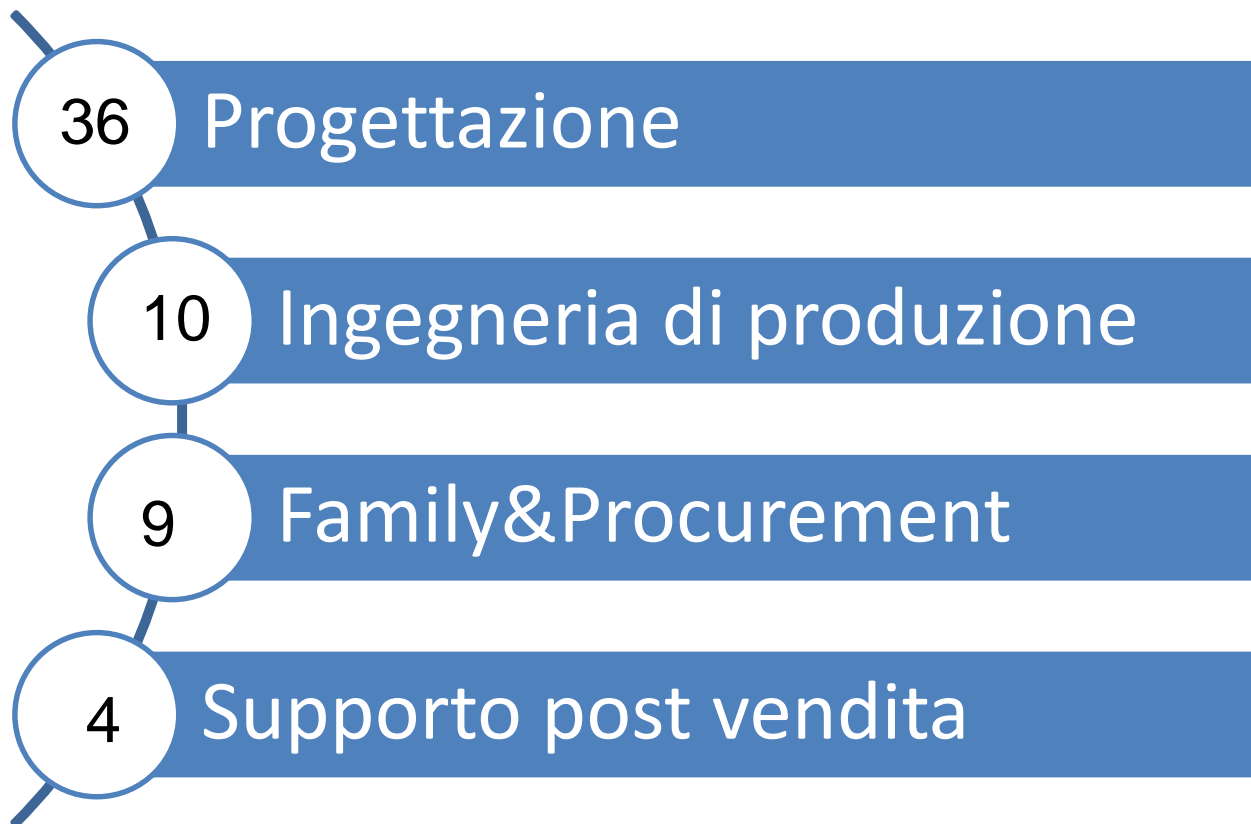 36 Progettazione
10 Ingegneria di produzione
9 Family&Procurement
4 Supporto post vendita